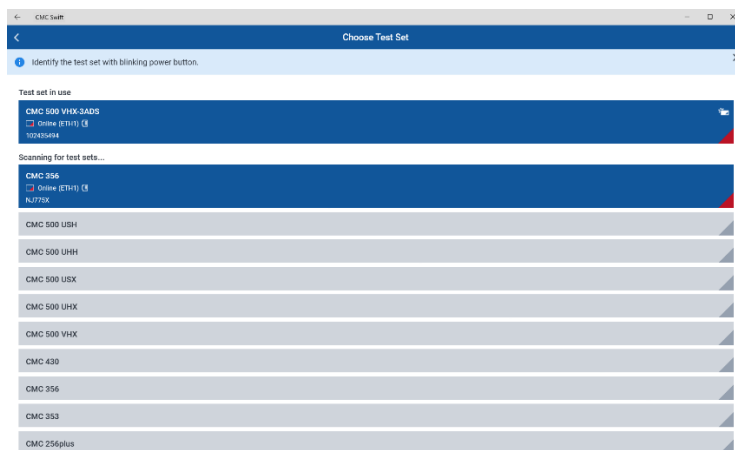 CMC Swift
Choose Test Set
Identify the test set with blinking power button.
Test set in use
CMC 500 VHX-3ADS
Online (ETH1)
102435494
Scanning for test sets...
CMC 356
Online (ETH1)
NJ773X
CMC 500 USH
CMC 500 UHH
CMC 500 USX
CMC 500 UHX
CMC 500 VHX
CMC 430
CMC 356
CMC 353
CMC 256plus